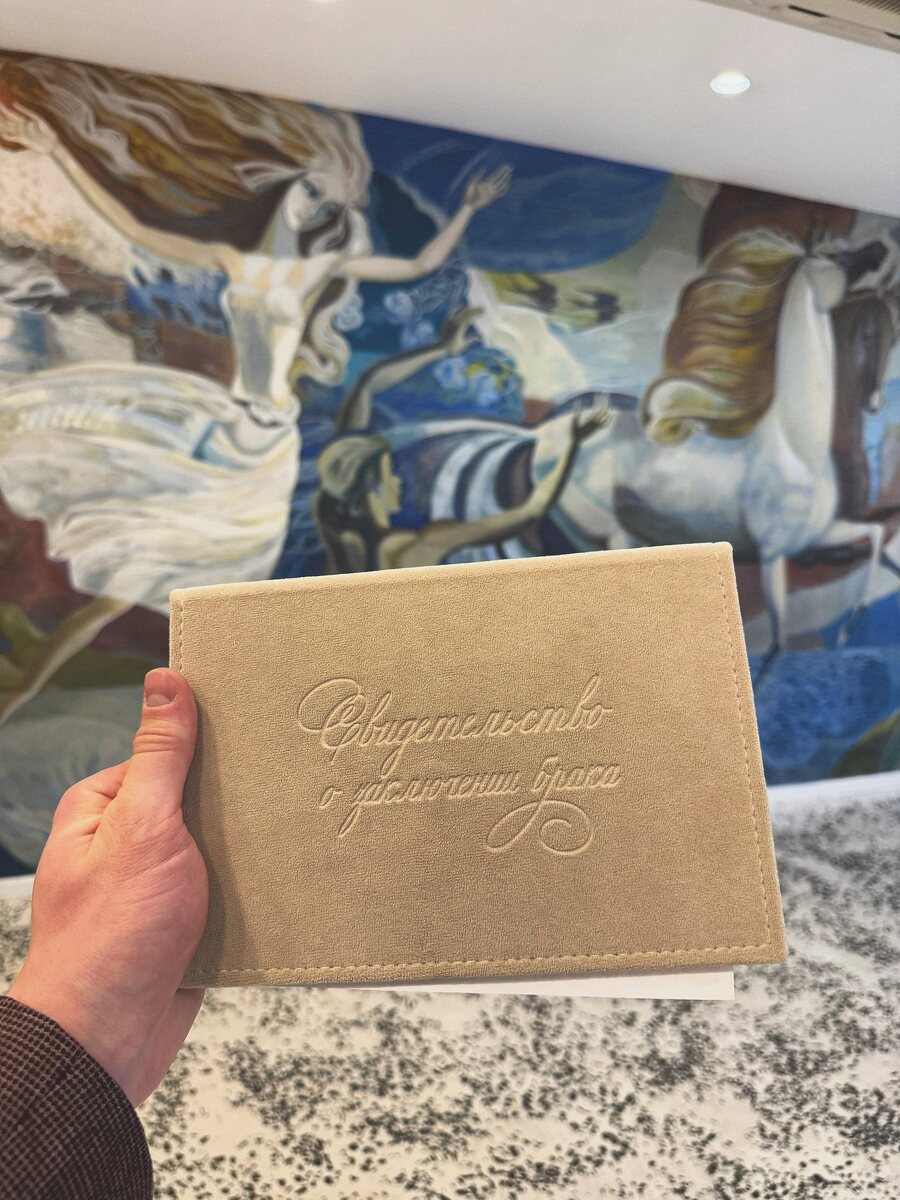 Свидетельство
о заключении брака